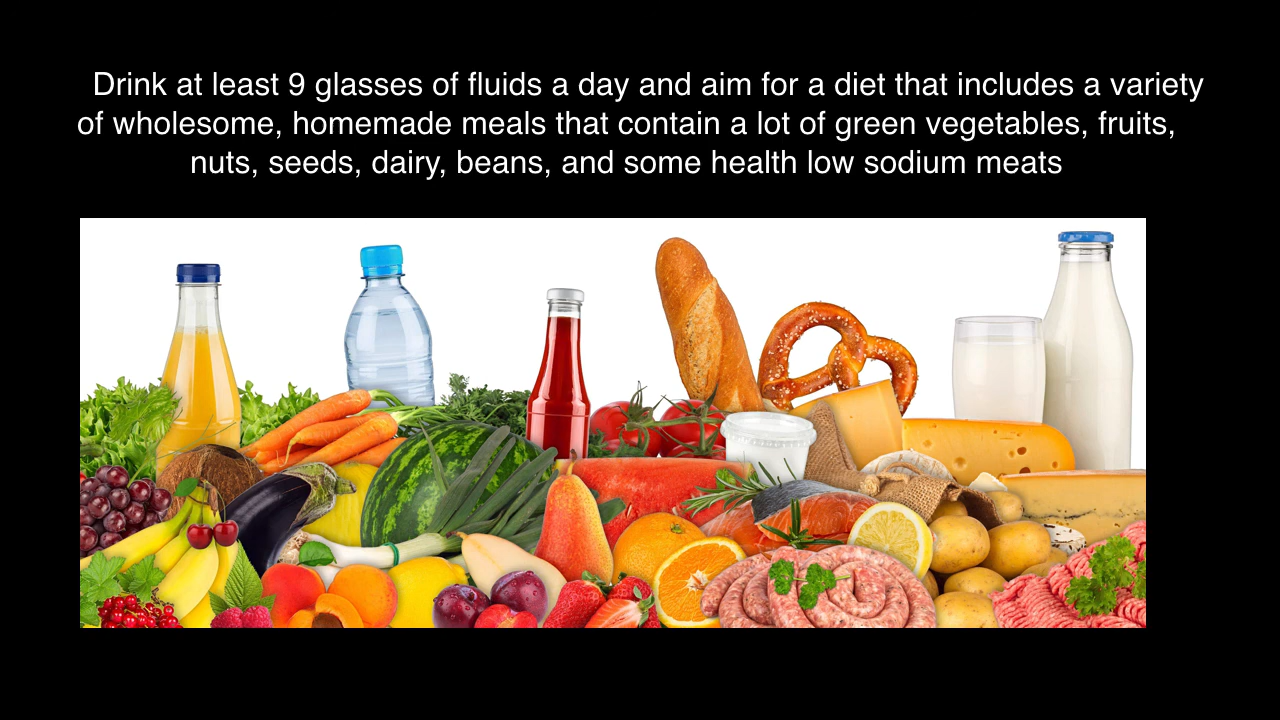 Drink at least 9 glasses of fluids a day and aim for a diet that includes a variety
of wholesome, homemade meals that contain a lot of green vegetables, fruits,
nuts, seeds, dairy, beans, and some health low sodium meats